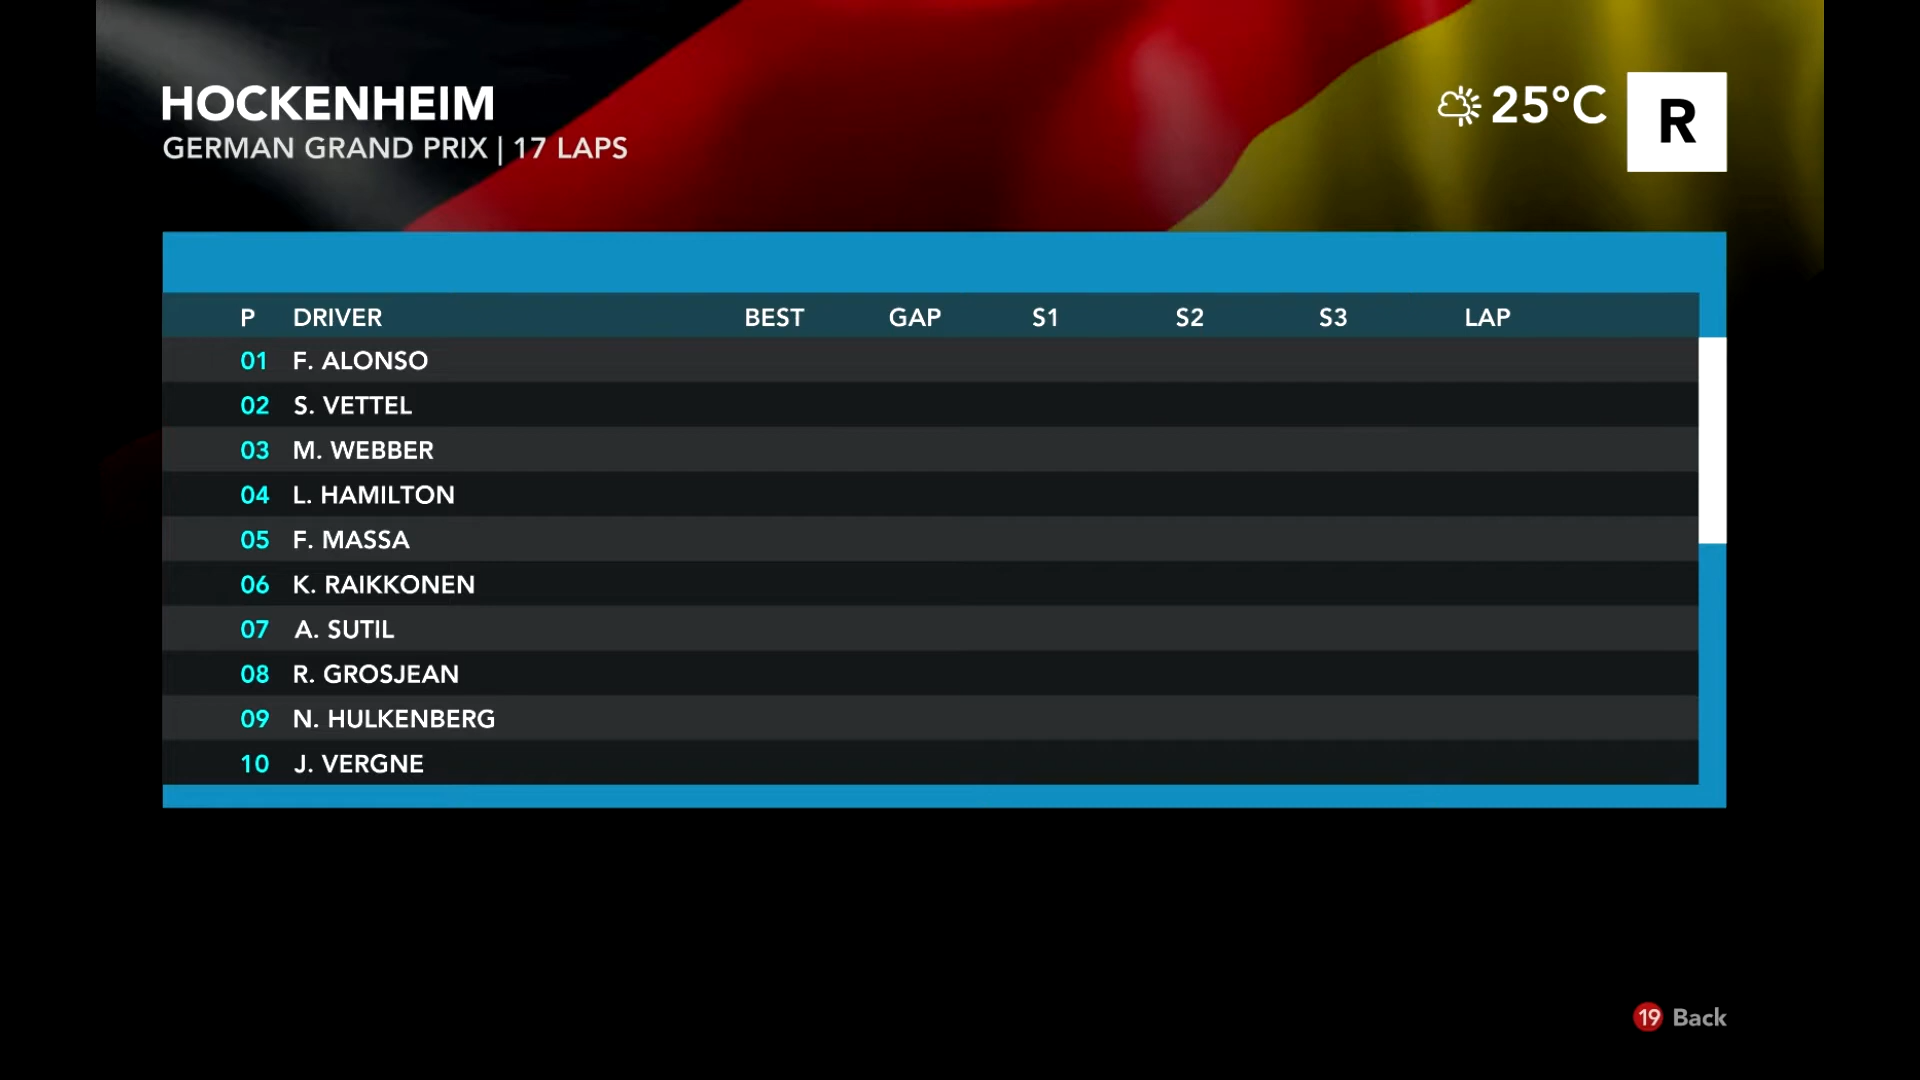 HOCKENHEIM
GERMAN GRAND PRIX | 17 LAPS
25°C
R
P DRIVER BEST GAP S1 S2 S3 LAP
01 F. ALONSO
02 S. VETTEL
03 M. WEBBER
04 L. HAMILTON
05 F. MASSA
06 K. RAIKKONEN
07 A. SUTIL
08 R. GROSJEAN
09 N. HULKENBERG
10 J. VERGNE
19 Back